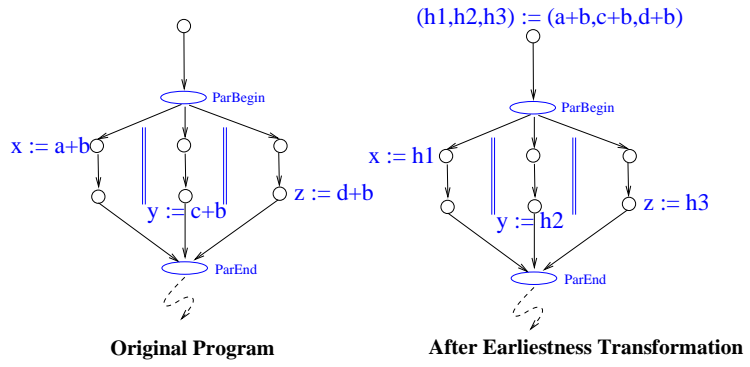 (h1,h2,h3) := (a+b,c+b,d+b)
ParBegin
ParBegin
x := a+b
x := h1
z := d+b
z := h3
y := c+b
y := h2
ParEnd
ParEnd
Original Program
After Earliestness Transformation